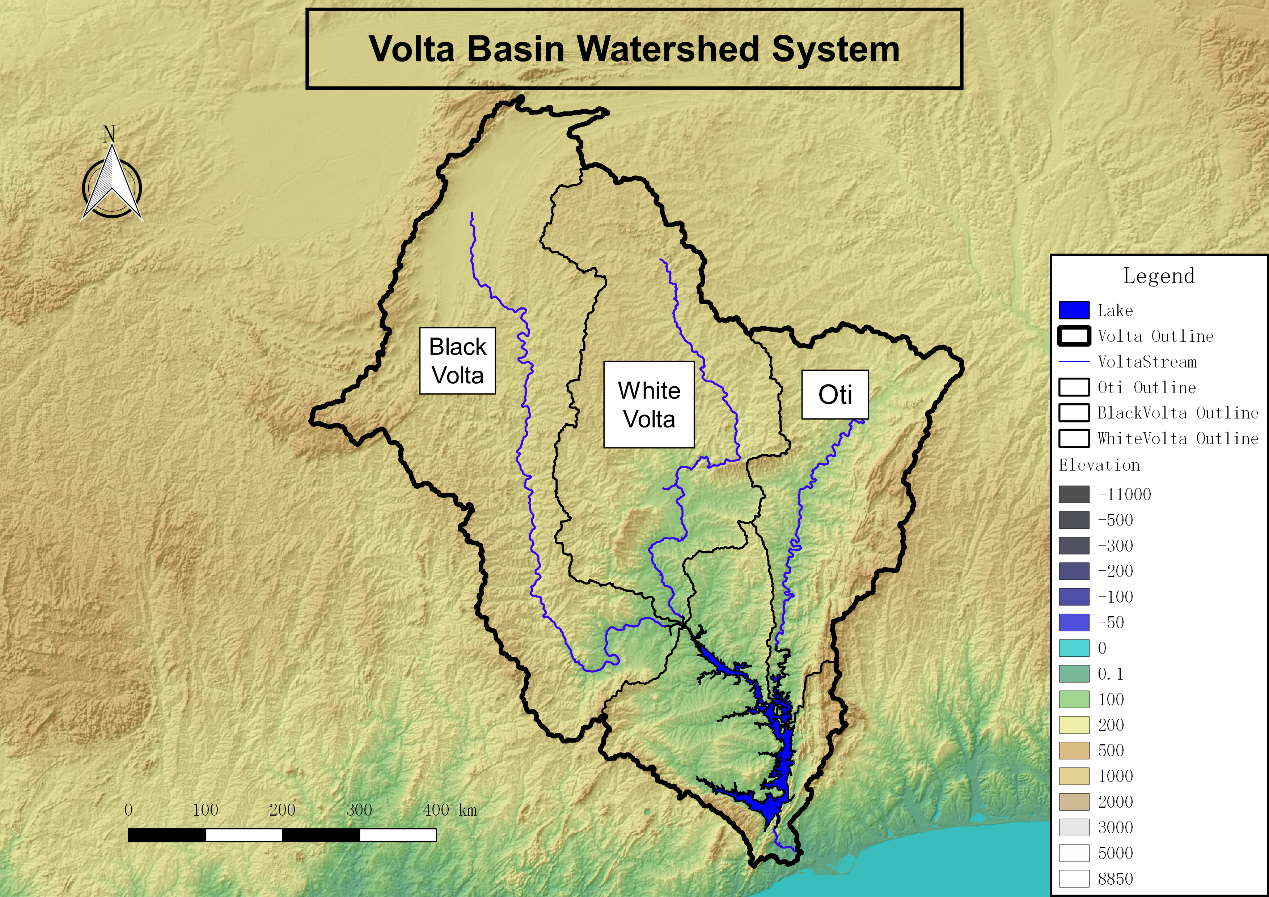 Volta Basin Watershed System
N
Black
Volta
White
Volta
Oti
0 100 200 300 400 km
Legend
Lake
Volta Outline
VoltaStream
Oti Outline
BlackVolta Outline
WhiteVolta Outline
Elevation
-11000
-500
-300
-200
-100
-50
0
0.1
100
200
500
1000
2000
3000
5000
8850